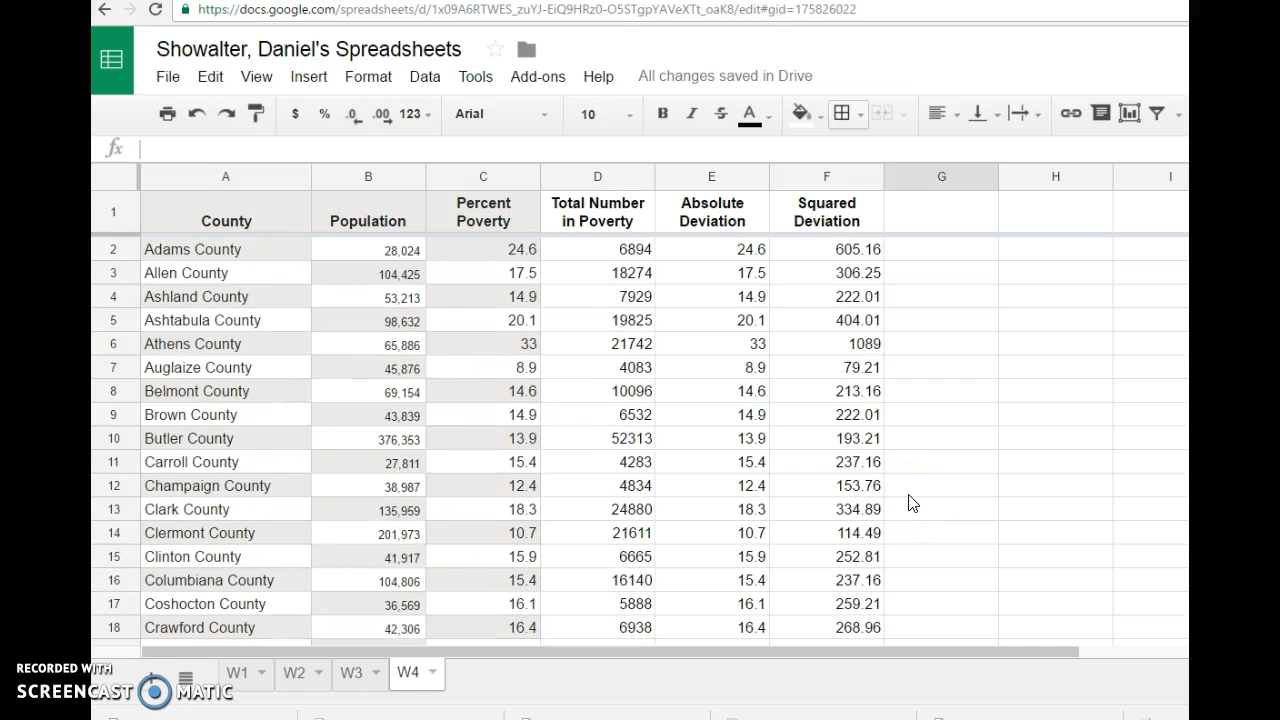 https://docs.google.com/spreadsheets/d/1x09A6RTWES_zuYJ-EiQ9HRz0-O5STgpYAVeXTt_oaK8/edit#gid=175826022
Showalter, Daniel's Spreadsheets
File Edit View Insert Format Data Tools Add-ons Help All changes saved in Drive
$ % .0 .00 123 Arial 10 B I S A
fx
A B C D E F G H I
1 County Population Percent Poverty Total Number in Poverty Absolute Deviation Squared Deviation
2 Adams County 28,024 24.6 6894 24.6 605.16
3 Allen County 104,425 17.5 18274 17.5 306.25
4 Ashland County 53,213 14.9 7929 14.9 222.01
5 Ashtabula County 98,632 20.1 19825 20.1 404.01
6 Athens County 65,886 33 21742 33 1089
7 Auglaize County 45,876 8.9 4083 8.9 79.21
8 Belmont County 69,154 14.6 10096 14.6 213.16
9 Brown County 43,839 14.9 6532 14.9 222.01
10 Butler County 376,353 13.9 52313 13.9 193.21
11 Carroll County 27,811 15.4 4283 15.4 237.16
12 Champaign County 38,987 12.4 4834 12.4 153.76
13 Clark County 135,959 18.3 24880 18.3 334.89
14 Clermont County 201,973 10.7 21611 10.7 114.49
15 Clinton County 41,917 15.9 6665 15.9 252.81
16 Columbiana County 104,806 15.4 16140 15.4 237.16
17 Coshocton County 36,569 16.1 5888 16.1 259.21
18 Crawford County 42,306 16.4 6938 16.4 268.96
W1 W2 W3 W4
RECORDED WITH
SCREENCAST MATIC